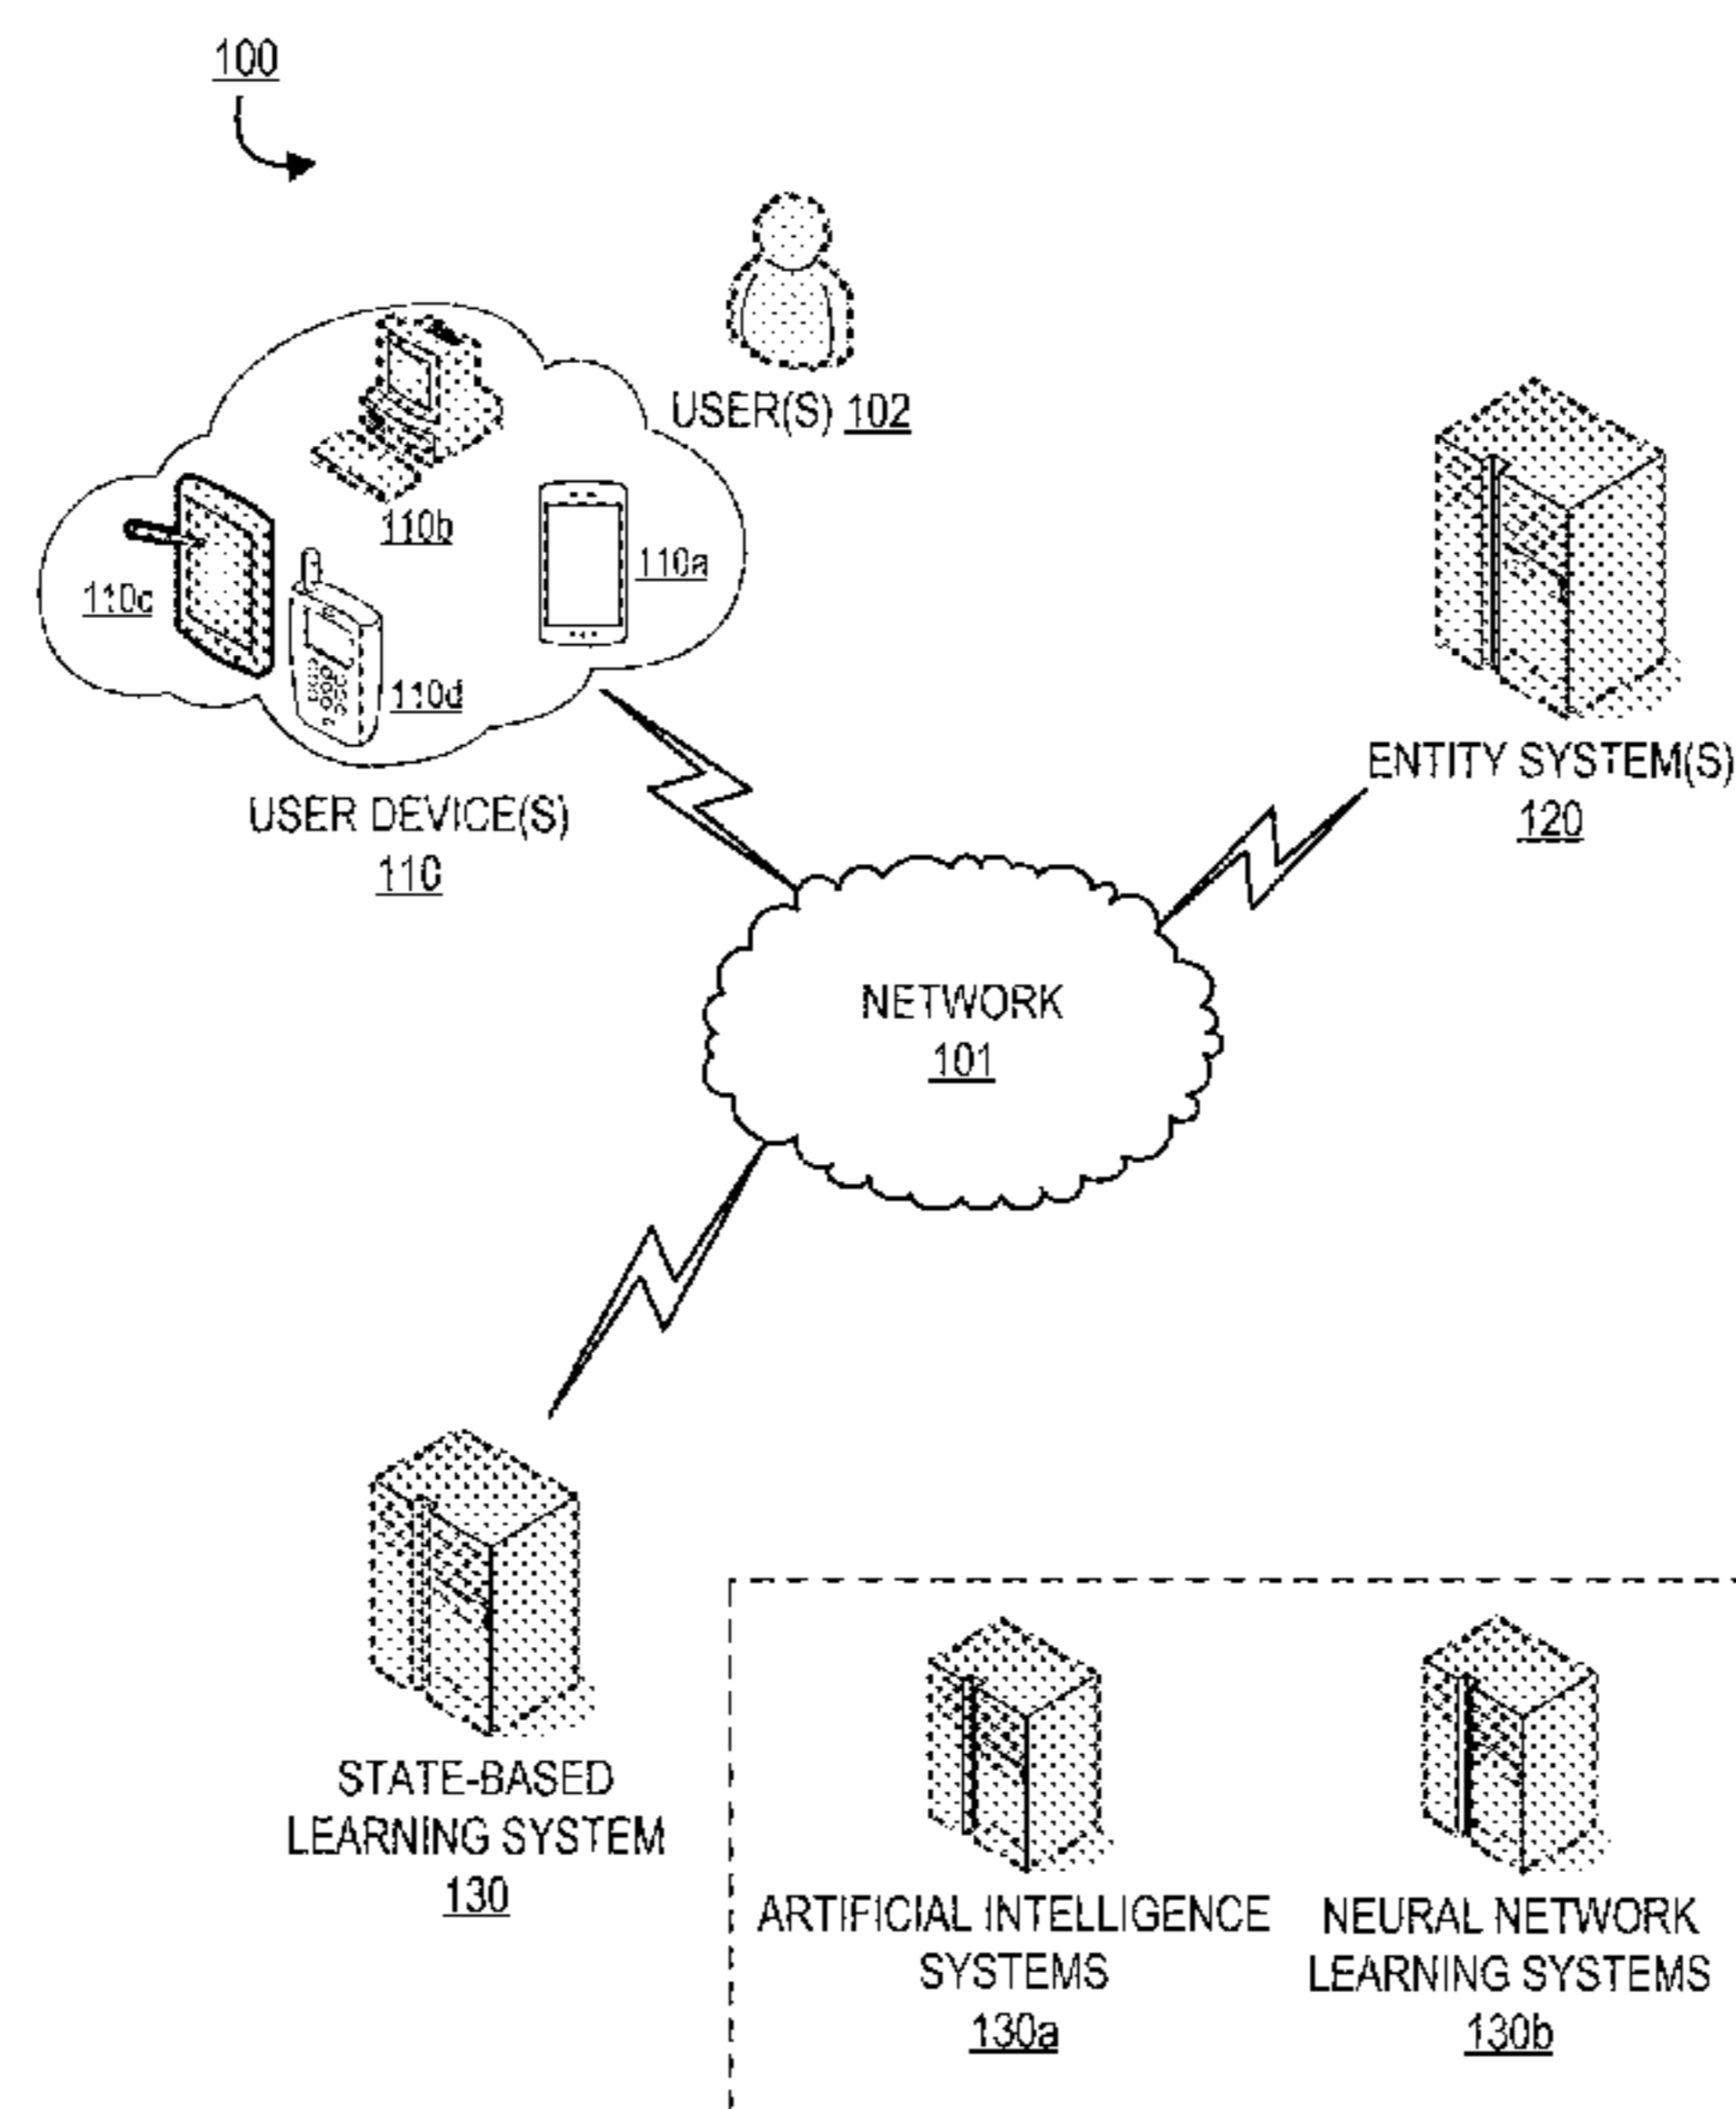 100
USER(S) 102
110b
110a
110c
110d
USER DEVICE(S)
110
ENTITY SYSTEM(S)
120
NETWORK
101
STATE-BASED
LEARNING SYSTEM
130
ARTIFICIAL INTELLIGENCE
SYSTEMS
130a
NEURAL NETWORK
LEARNING SYSTEMS
130b